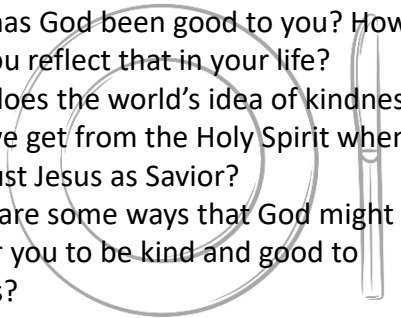 has God been good to you? How
ou reflect that in your life?
does the world's idea of kindnes
ve get from the Holy Spirit when
ust Jesus as Savior?
are some ways that God might
r you to be kind and good to
s?